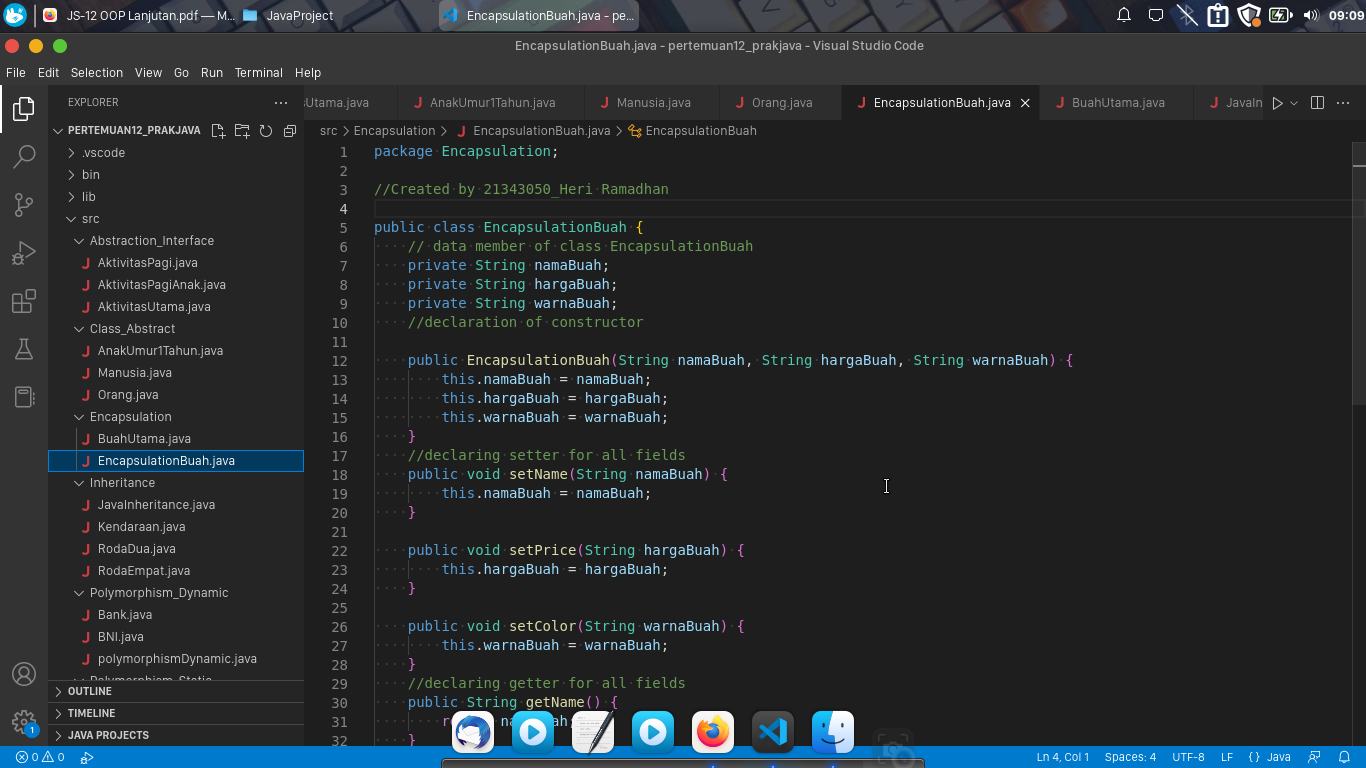 JS-12 OOP Lanjutan.pdf — M...
JavaProject
EncapsulationBuah.java - pe...
09:09
EncapsulationBuah.java - pertemuan12_prakjava - Visual Studio Code
File Edit Selection View Go Run Terminal Help
EXPLORER
sUtama.java
AnakUmur1Tahun.java
Manusia.java
Orang.java
EncapsulationBuah.java
BuahUtama.java
JavaIn
PERTEMUAN12_PRAKJAVA
.vscode
bin
lib
src
Abstraction_Interface
AktivitasPagi.java
AktivitasPagiAnak.java
AktivitasUtama.java
Class_Abstract
AnakUmur1Tahun.java
Manusia.java
Orang.java
Encapsulation
BuahUtama.java
EncapsulationBuah.java
Inheritance
JavaInheritance.java
Kendaraan.java
RodaDua.java
RodaEmpat.java
Polymorphism_Dynamic
Bank.java
BNI.java
polymorphismDynamic.java
Polymorphism_Static
OUTLINE
TIMELINE
JAVA PROJECTS
src > Encapsulation > EncapsulationBuah.java > EncapsulationBuah
1 package Encapsulation;
2
3 //Created by 21343050_Heri Ramadhan
4
5 public class EncapsulationBuah {
6 // data member of class EncapsulationBuah
7 private String namaBuah;
8 private String hargaBuah;
9 private String warnaBuah;
10 //declaration of constructor
11
12 public EncapsulationBuah(String namaBuah, String hargaBuah, String warnaBuah) {
13 this.namaBuah = namaBuah;
14 this.hargaBuah = hargaBuah;
15 this.warnaBuah = warnaBuah;
16 }
17 //declaring setter for all fields
18 public void setName(String namaBuah) {
19 this.namaBuah = namaBuah;
20 }
21
22 public void setPrice(String hargaBuah) {
23 this.hargaBuah = hargaBuah;
24 }
25
26 public void setColor(String warnaBuah) {
27 this.warnaBuah = warnaBuah;
28 }
29 //declaring getter for all fields
30 public String getName() {
31
32 }
1
0 0
Ln 4, Col 1 Spaces: 4 UTF-8 LF { } Java